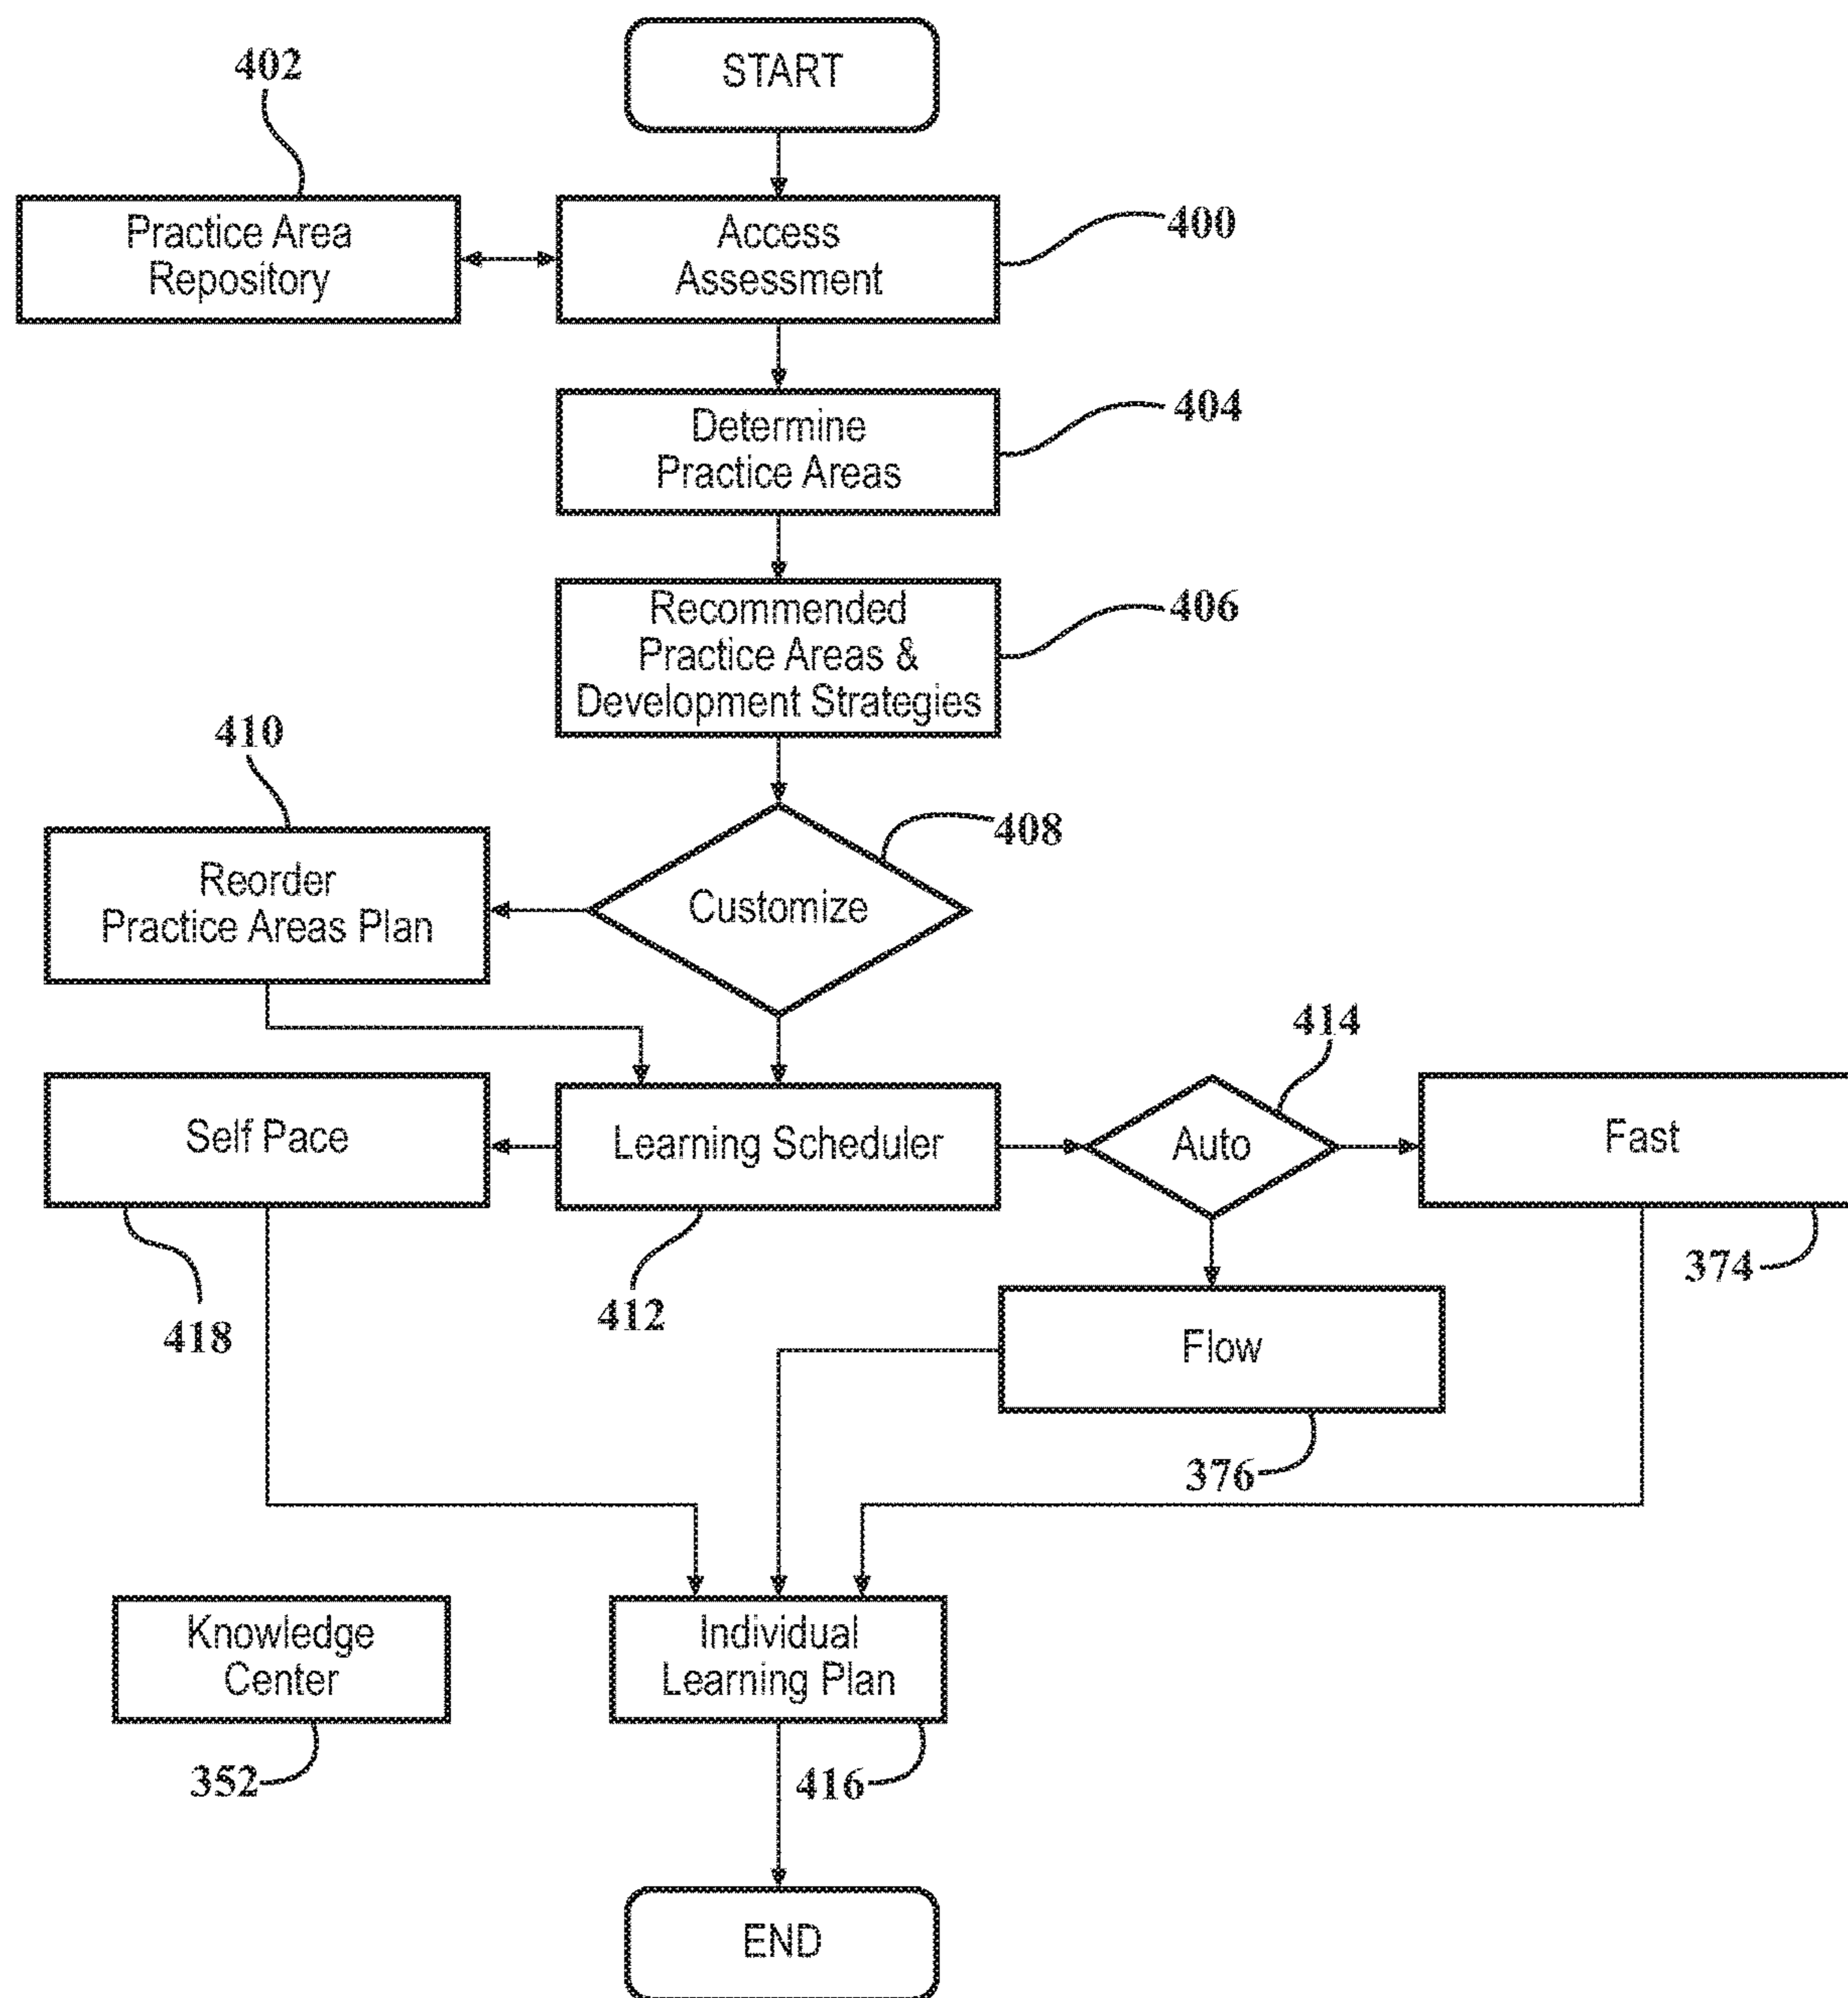 START
402
Practice Area
Repository
Access
Assessment
400
Determine
Practice Areas
404
Recommended
Practice Areas &
Development Strategies
406
410
Reorder
Practice Areas Plan
Customize
408
414
Self Pace
Learning Scheduler
Auto
Fast
418
412
374
Flow
376
Knowledge
Center
Individual
Learning Plan
352
416
END